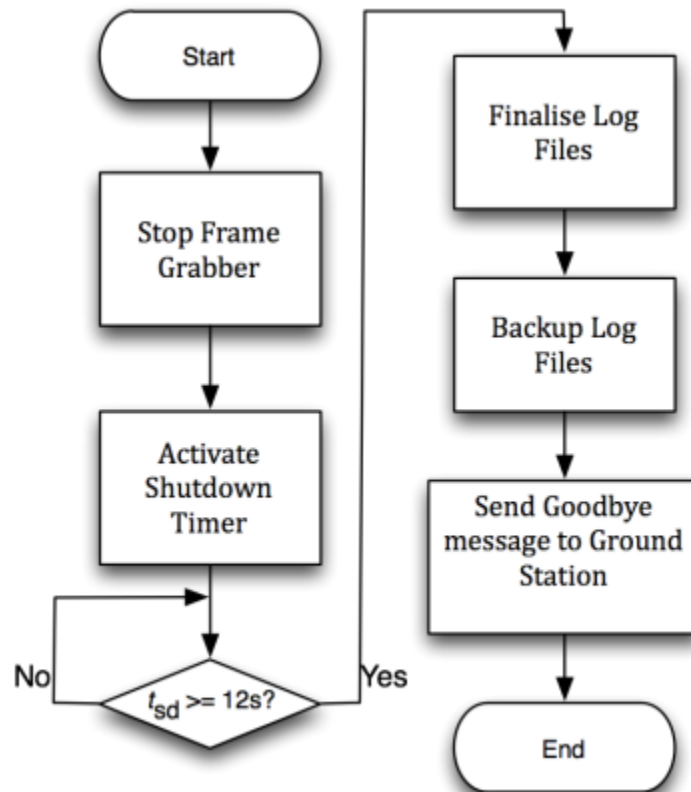 Start
Stop Frame
Grabber
Activate
Shutdown
Timer
No
t_sd >= 12s?
Yes
Finalise Log
Files
Backup Log
Files
Send Goodbye
message to Ground
Station
End